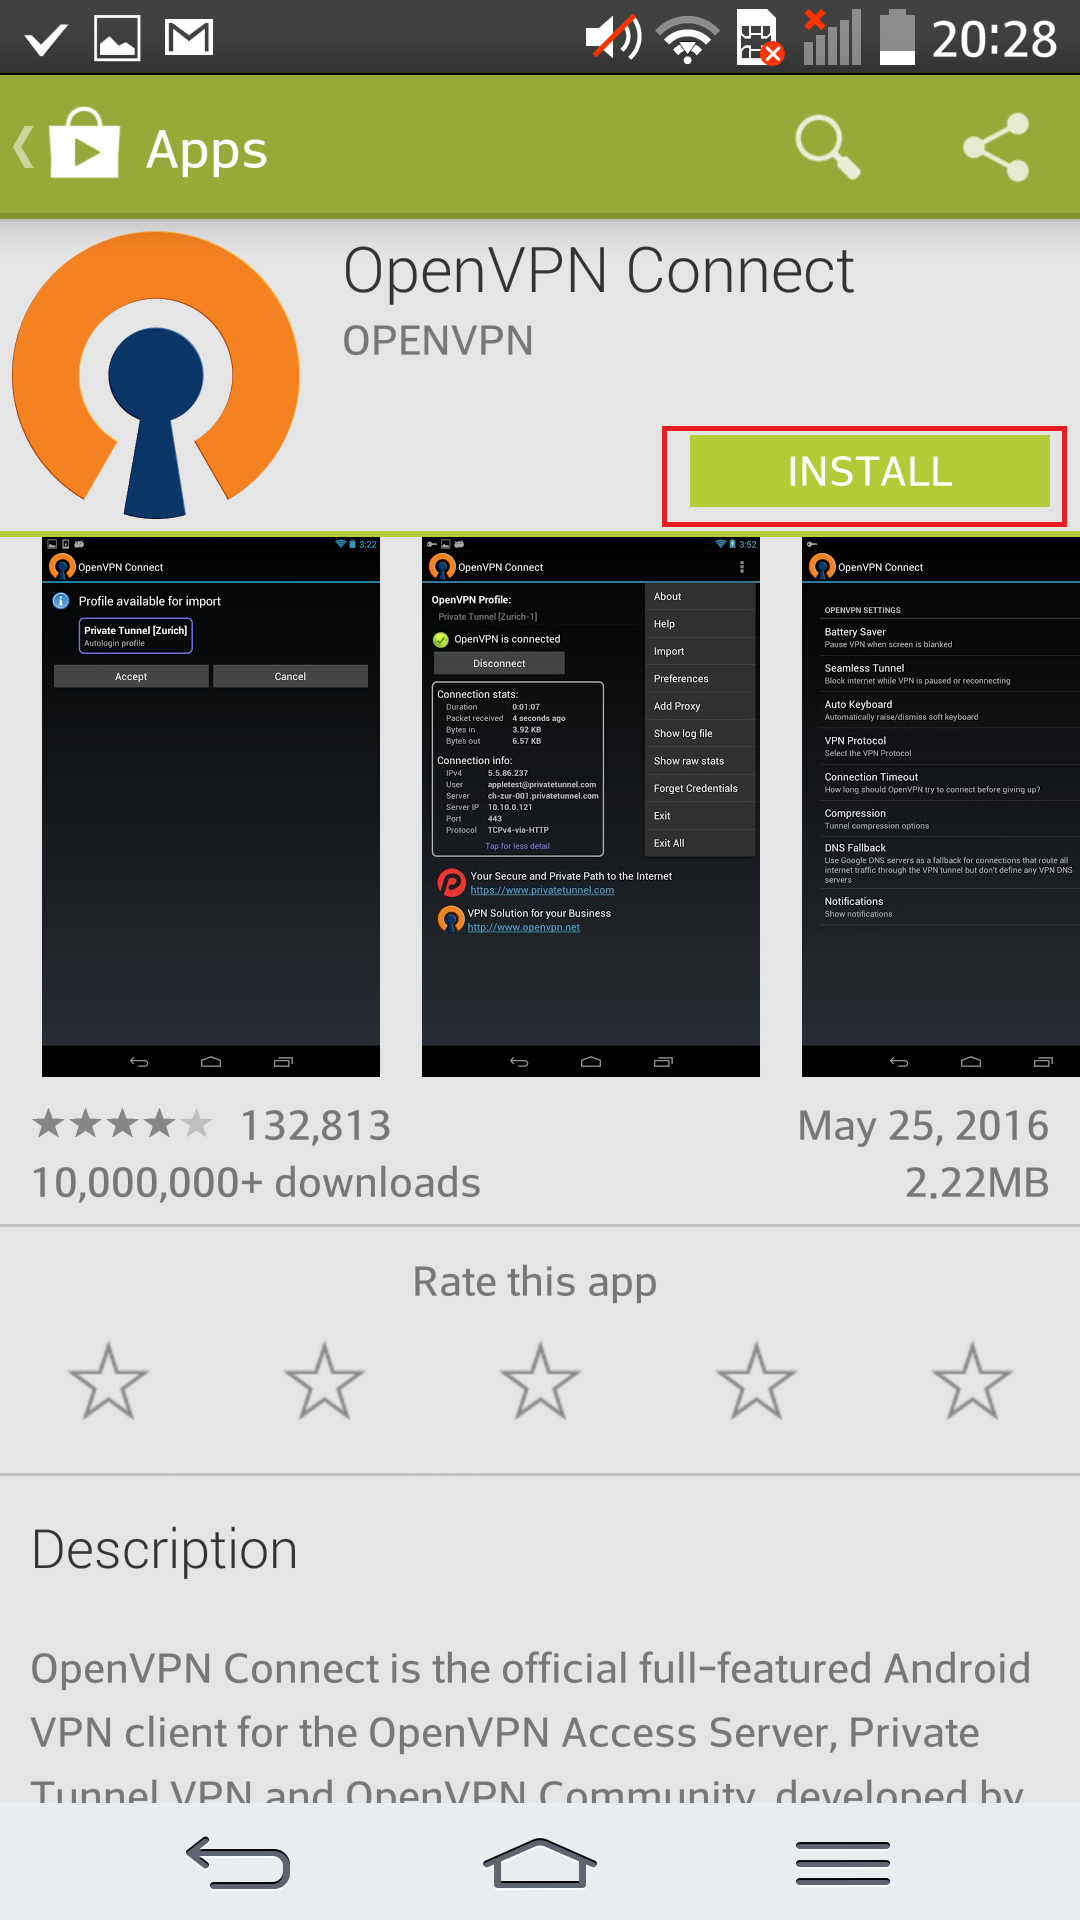 20:28
Apps
OpenVPN Connect
OPENVPN
INSTALL
3:22
OpenVPN Connect
Profile available for import
Private Tunnel [Zurich]
Autologin profile
Accept
Cancel
3:52
OpenVPN Connect
OpenVPN Profile:
Private Tunnel [Zurich-1]
OpenVPN is connected
Disconnect
Connection stats:
Duration 0:01:07
Packet received 4 seconds ago
Bytes in 3.92 KB
Bytes out 6.57 KB
Connection info:
IPv4 5.5.86.237
User appletest@privatetunnel.com
Server ch-zur-001.privatetunnel.com
Server IP 10.10.0.121
Port 443
Protocol TCPv4-via-HTTP
Tap for less detail
Your Secure and Private Path to the Internet
https://www.privatetunnel.com
VPN Solution for your Business
http://www.openvpn.net
About
Help
Import
Preferences
Add Proxy
Show log file
Show raw stats
Forget Credentials
Exit
Exit All
OpenVPN Connect
OPENVPN SETTINGS
Battery Saver
Pause VPN when screen is blanked
Seamless Tunnel
Block internet while VPN is paused or reconnecting
Auto Keyboard
Automatically raise/dismiss soft keyboard
VPN Protocol
Select the VPN Protocol
Connection Timeout
How long should OpenVPN try to connect before giving up?
Compression
Tunnel compression options
DNS Fallback
Use Google DNS servers as a fallback for connections that route all
internet traffic through the VPN tunnel but don't define any VPN DNS
servers
Notifications
Show notifications
132,813
May 25, 2016
10,000,000+ downloads
2.22MB
Rate this app
Description
OpenVPN Connect is the official full-featured Android
VPN client for the OpenVPN Access Server, Private
Tunnel VPN and OpenVPN Community, developed by